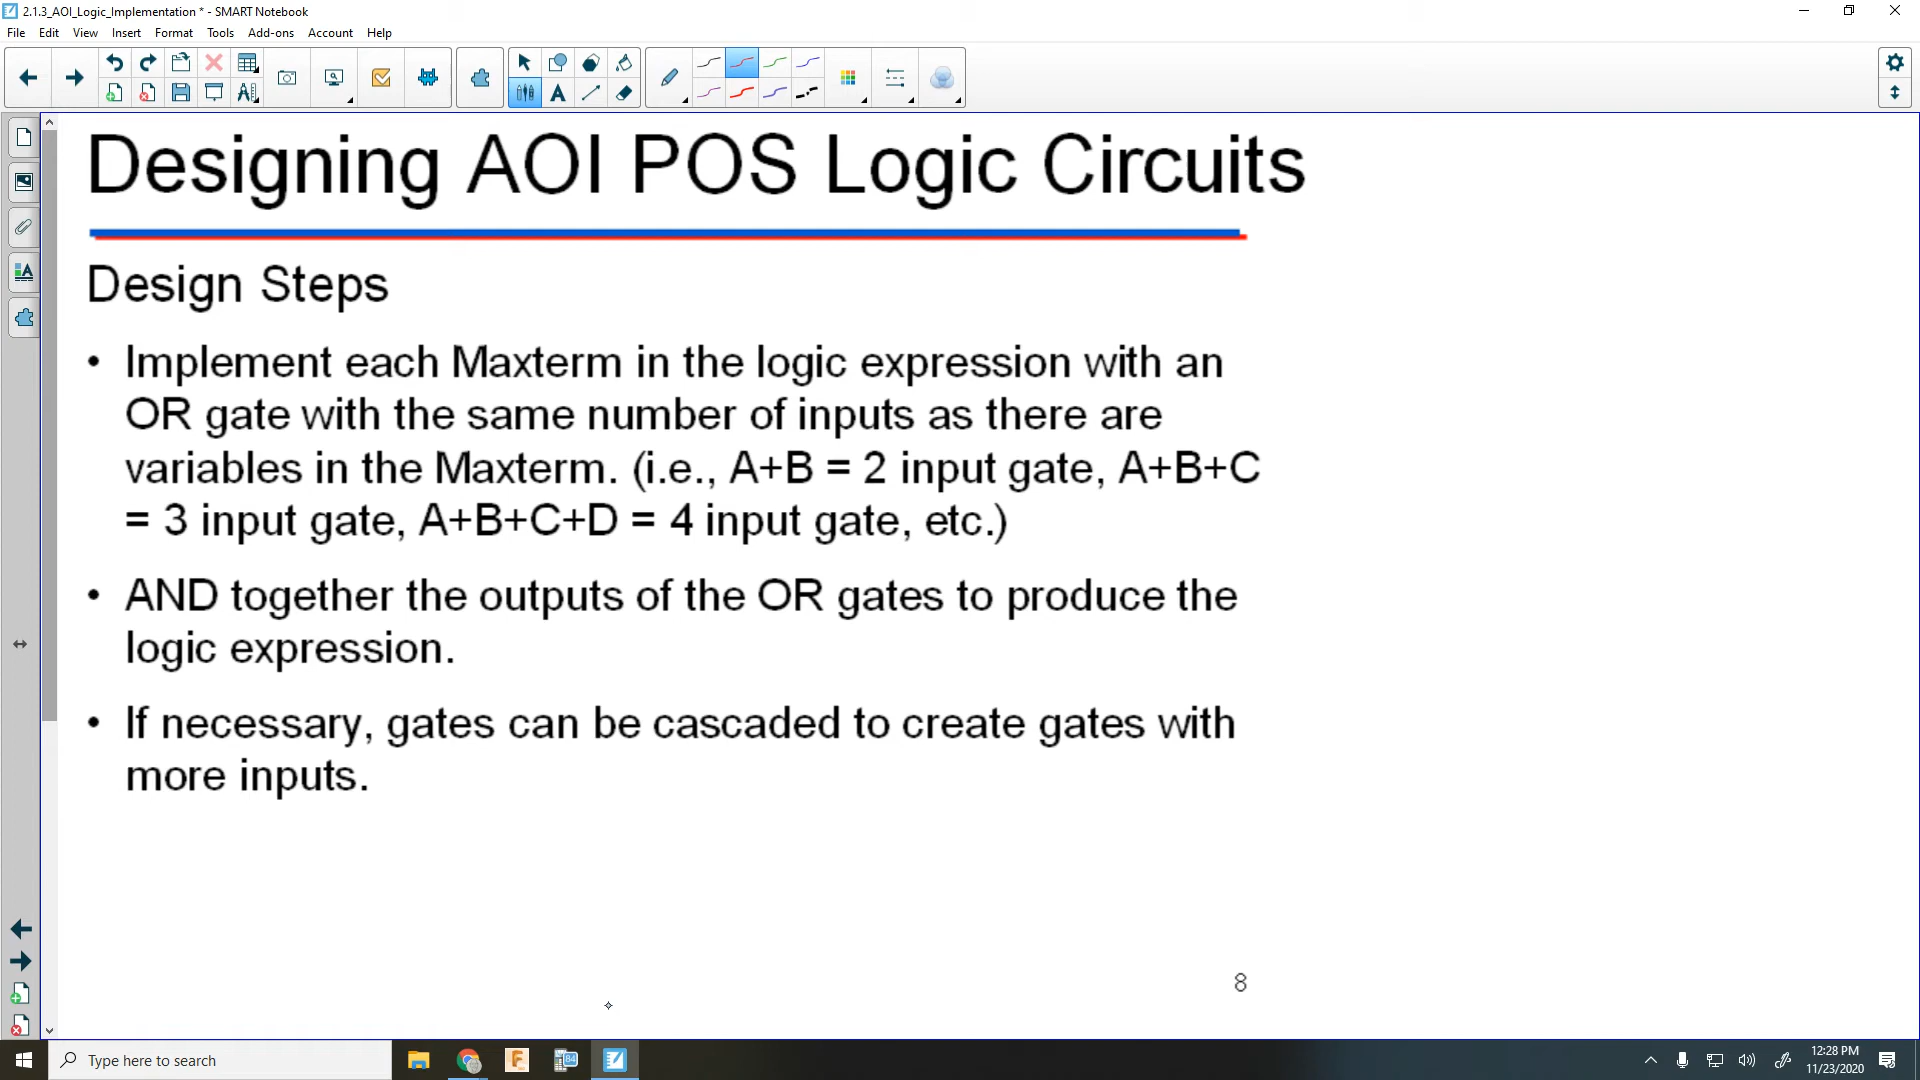 2.1.3_AOI_Logic_Implementation * - SMART Notebook
File Edit View Insert Format Tools Add-ons Account Help
Designing AOI POS Logic Circuits
Design Steps
• Implement each Maxterm in the logic expression with an
OR gate with the same number of inputs as there are
variables in the Maxterm. (i.e., A+B = 2 input gate, A+B+C
= 3 input gate, A+B+C+D = 4 input gate, etc.)
• AND together the outputs of the OR gates to produce the
logic expression.
• If necessary, gates can be cascaded to create gates with
more inputs.
8
Type here to search
12:28 PM
11/23/2020